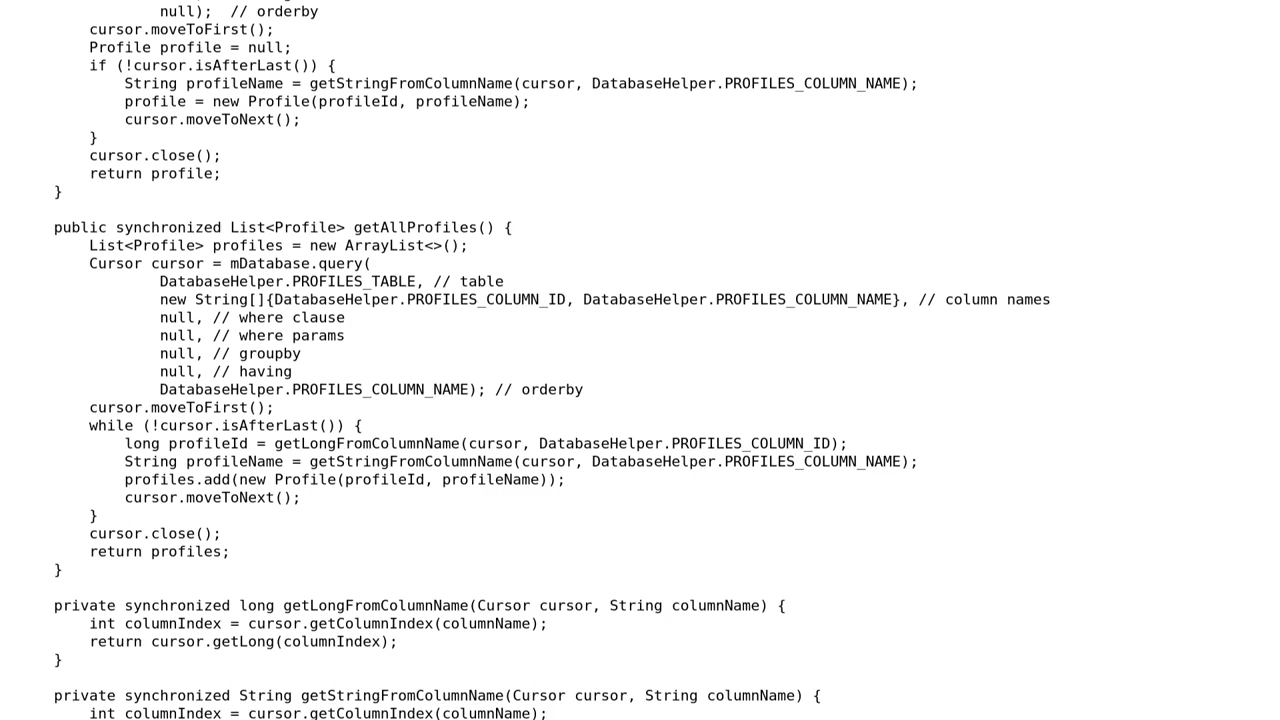 null);  // orderby
    cursor.moveToFirst();
    Profile profile = null;
    if (!cursor.isAfterLast()) {
        String profileName = getStringFromColumnName(cursor, DatabaseHelper.PROFILES_COLUMN_NAME);
        profile = new Profile(profileId, profileName);
        cursor.moveToNext();
    }
    cursor.close();
    return profile;
}

public synchronized List<Profile> getAllProfiles() {
    List<Profile> profiles = new ArrayList<>();
    Cursor cursor = mDatabase.query(
            DatabaseHelper.PROFILES_TABLE, // table
            new String[]{DatabaseHelper.PROFILES_COLUMN_ID, DatabaseHelper.PROFILES_COLUMN_NAME}, // column names
            null, // where clause
            null, // where params
            null, // groupby
            null, // having
            DatabaseHelper.PROFILES_COLUMN_NAME); // orderby
    cursor.moveToFirst();
    while (!cursor.isAfterLast()) {
        long profileId = getLongFromColumnName(cursor, DatabaseHelper.PROFILES_COLUMN_ID);
        String profileName = getStringFromColumnName(cursor, DatabaseHelper.PROFILES_COLUMN_NAME);
        profiles.add(new Profile(profileId, profileName));
        cursor.moveToNext();
    }
    cursor.close();
    return profiles;
}

private synchronized long getLongFromColumnName(Cursor cursor, String columnName) {
    int columnIndex = cursor.getColumnIndex(columnName);
    return cursor.getLong(columnIndex);
}

private synchronized String getStringFromColumnName(Cursor cursor, String columnName) {
    int columnIndex = cursor.getColumnIndex(columnName);